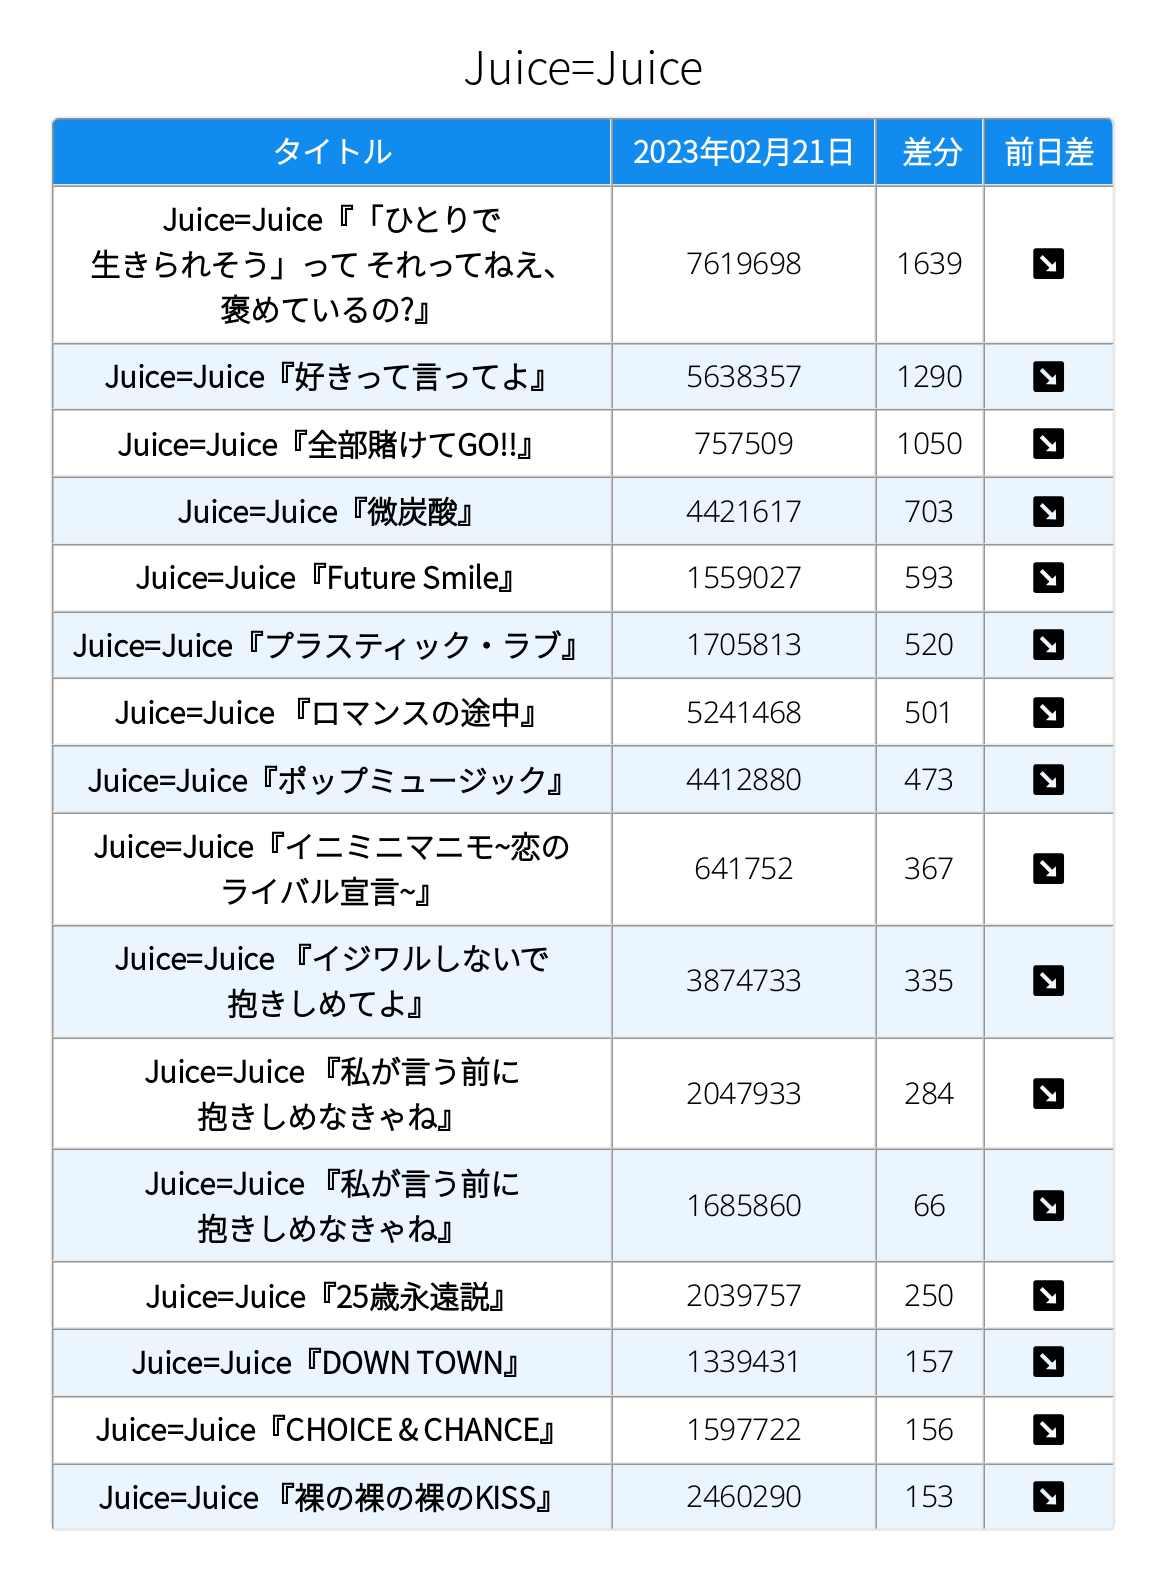 Juice=Juice
タイトル 2023年02月21日 差分 前日差
Juice=Juice『「ひとりで
生きられそう」って それってねえ、
褒めているの?』 7619698 1639
Juice=Juice『好きって言ってよ』 5638357 1290
Juice=Juice『全部賭けてGO!!』 757509 1050
Juice=Juice『微炭酸』 4421617 703
Juice=Juice『Future Smile』 1559027 593
Juice=Juice『プラスティック・ラブ』 1705813 520
Juice=Juice 『ロマンスの途中』 5241468 501
Juice=Juice『ポップミュージック』 4412880 473
Juice=Juice『イニミニマニモ~恋の
ライバル宣言~』 641752 367
Juice=Juice 『イジワルしないで
抱きしめてよ』 3874733 335
Juice=Juice 『私が言う前に
抱きしめなきゃね』 2047933 284
Juice=Juice 『私が言う前に
抱きしめなきゃね』 1685860 66
Juice=Juice『25歳永遠説』 2039757 250
Juice=Juice『DOWN TOWN』 1339431 157
Juice=Juice『CHOICE & CHANCE』 1597722 156
Juice=Juice 『裸の裸の裸のKISS』 2460290 153